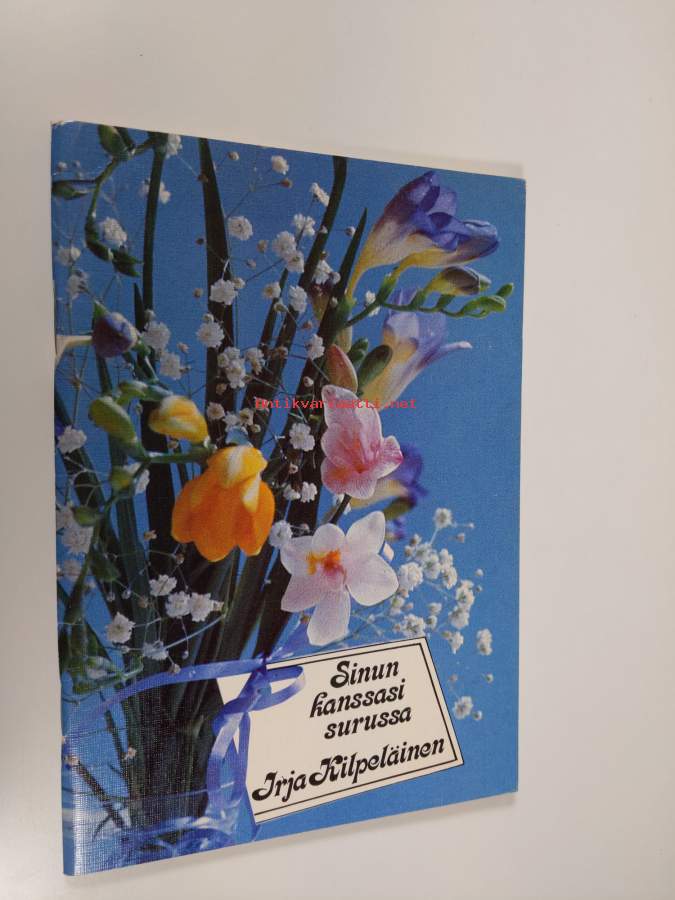 Antikvariaatti.net
Sinun
kanssasi
surussa
Irja Kilpeläinen